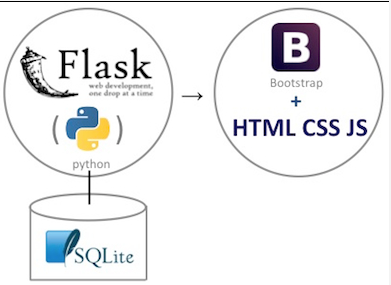 Flask
web development,
one drop at a time
( )
python
→
B
Bootstrap
+
HTML CSS JS
SQLite